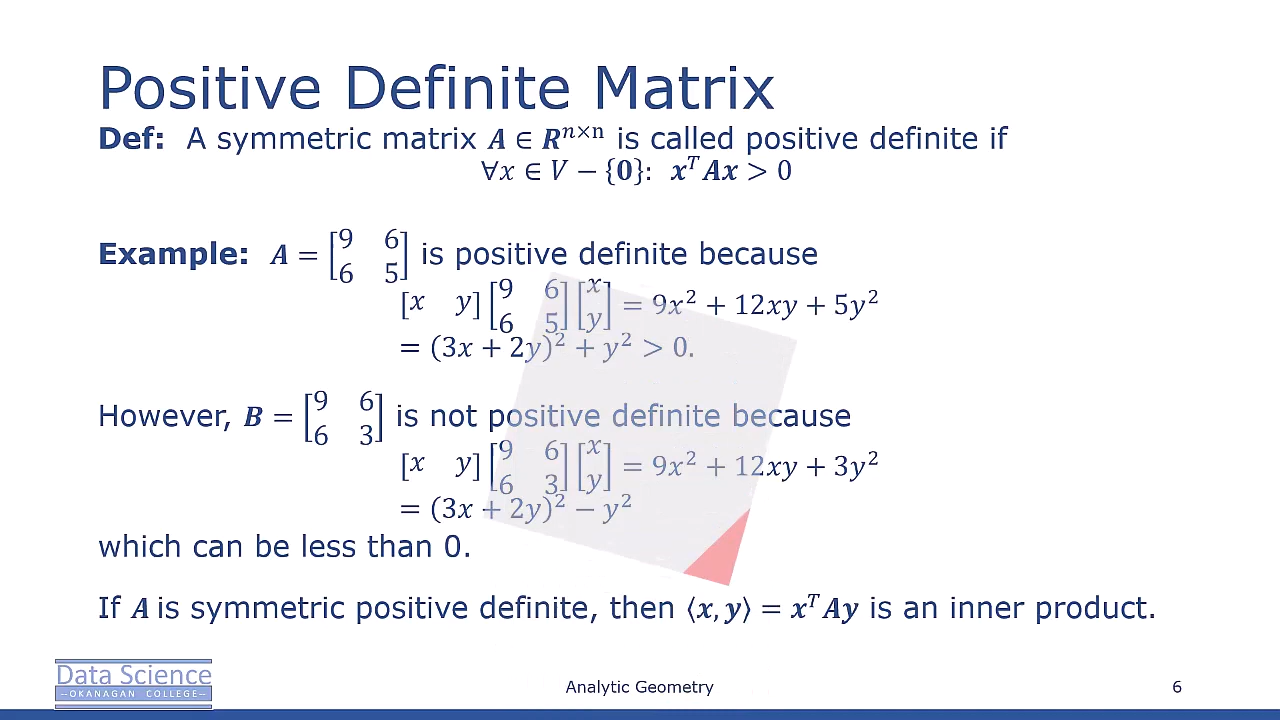 Positive Definite Matrix
Def: A symmetric matrix 𝑨 ∈ 𝑹ⁿˣⁿ is called positive definite if
∀𝑥 ∈ 𝑉 − {𝟎}: 𝒙ᵀ𝑨𝒙 > 0
Example: 𝑨 = [9 6; 6 5] is positive definite because
[𝑥 𝑦] [9 6; 6 5] [𝑥; 𝑦] = 9𝑥² + 12𝑥𝑦 + 5𝑦²
= (3𝑥 + 2𝑦)² + 𝑦² > 0.
However, 𝑩 = [9 6; 6 3] is not positive definite because
[𝑥 𝑦] [9 6; 6 3] [𝑥; 𝑦] = 9𝑥² + 12𝑥𝑦 + 3𝑦²
= (3𝑥 + 2𝑦)² − 𝑦²
which can be less than 0.
If 𝑨 is symmetric positive definite, then ⟨𝒙, 𝒚⟩ = 𝒙ᵀ𝑨𝒚 is an inner product.
Data Science
OKANAGAN COLLEGE
Analytic Geometry
6